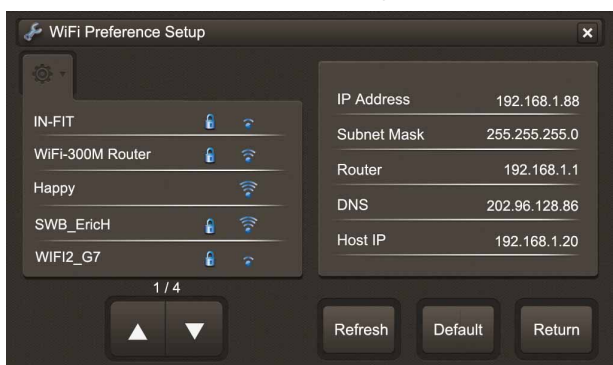 WiFi Preference Setup
IN-FIT
WiFi-300M Router
Happy
SWB_EricH
WIFI2_G7
1 / 4
IP Address 192.168.1.88
Subnet Mask 255.255.255.0
Router 192.168.1.1
DNS 202.96.128.86
Host IP 192.168.1.20
Refresh
Default
Return